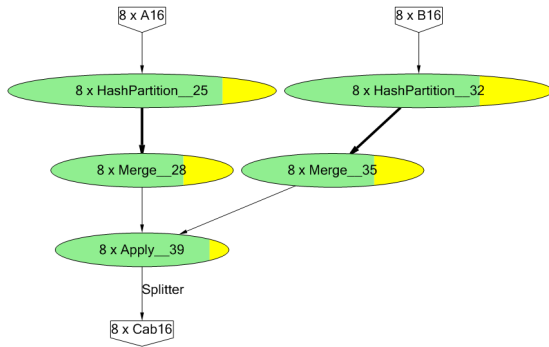 8 x A16
8 x B16
8 x HashPartition__25
8 x HashPartition__32
8 x Merge__28
8 x Merge__35
8 x Apply__39
Splitter
8 x Cab16